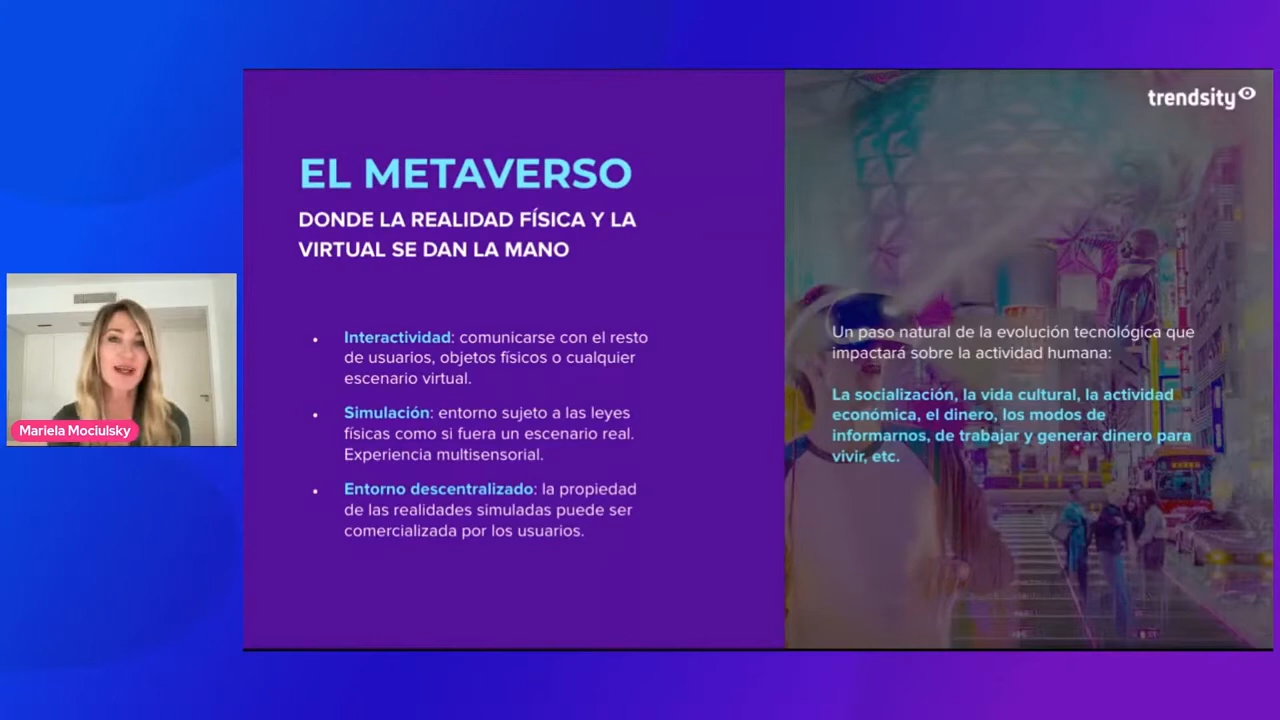 trendsity
EL METAVERSO
DONDE LA REALIDAD FÍSICA Y LA
VIRTUAL SE DAN LA MANO
• Interactividad: comunicarse con el resto
de usuarios, objetos físicos o cualquier
escenario virtual.
• Simulación: entorno sujeto a las leyes
físicas como si fuera un escenario real.
Experiencia multisensorial.
• Entorno descentralizado: la propiedad
de las realidades simuladas puede ser
comercializada por los usuarios.
Un paso natural de la evolución tecnológica que
impactará sobre la actividad humana:
La socialización, la vida cultural, la actividad
económica, el dinero, los modos de
informarnos, de trabajar y generar dinero para
vivir, etc.
Mariela Mociulsky